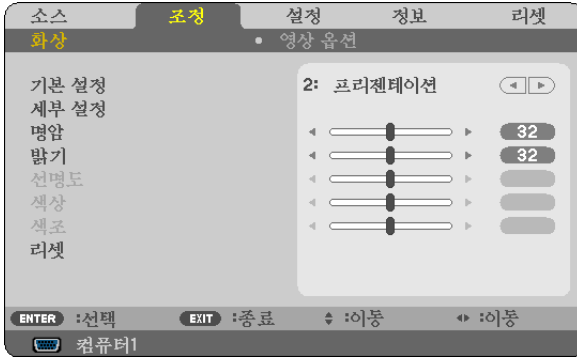 소스 조정 설정 정보 리셋
화상 • 영상 옵션
기본 설정 2: 프리젠테이션
세부 설정
명암 32
밝기 32
선명도
색상
색조
리셋
ENTER :선택 EXIT :종료 :이동 :이동
컴퓨터1